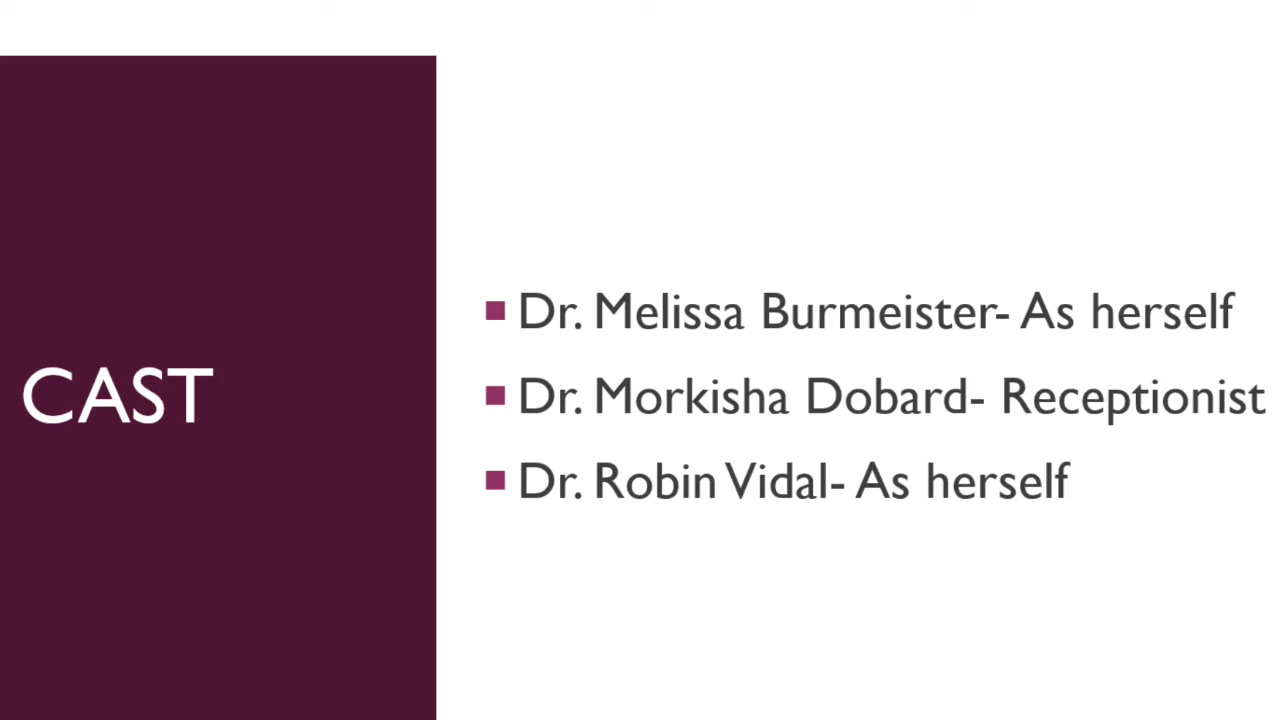 CAST
Dr. Melissa Burmeister- As herself
Dr. Morkisha Dobard- Receptionist
Dr. Robin Vidal- As herself